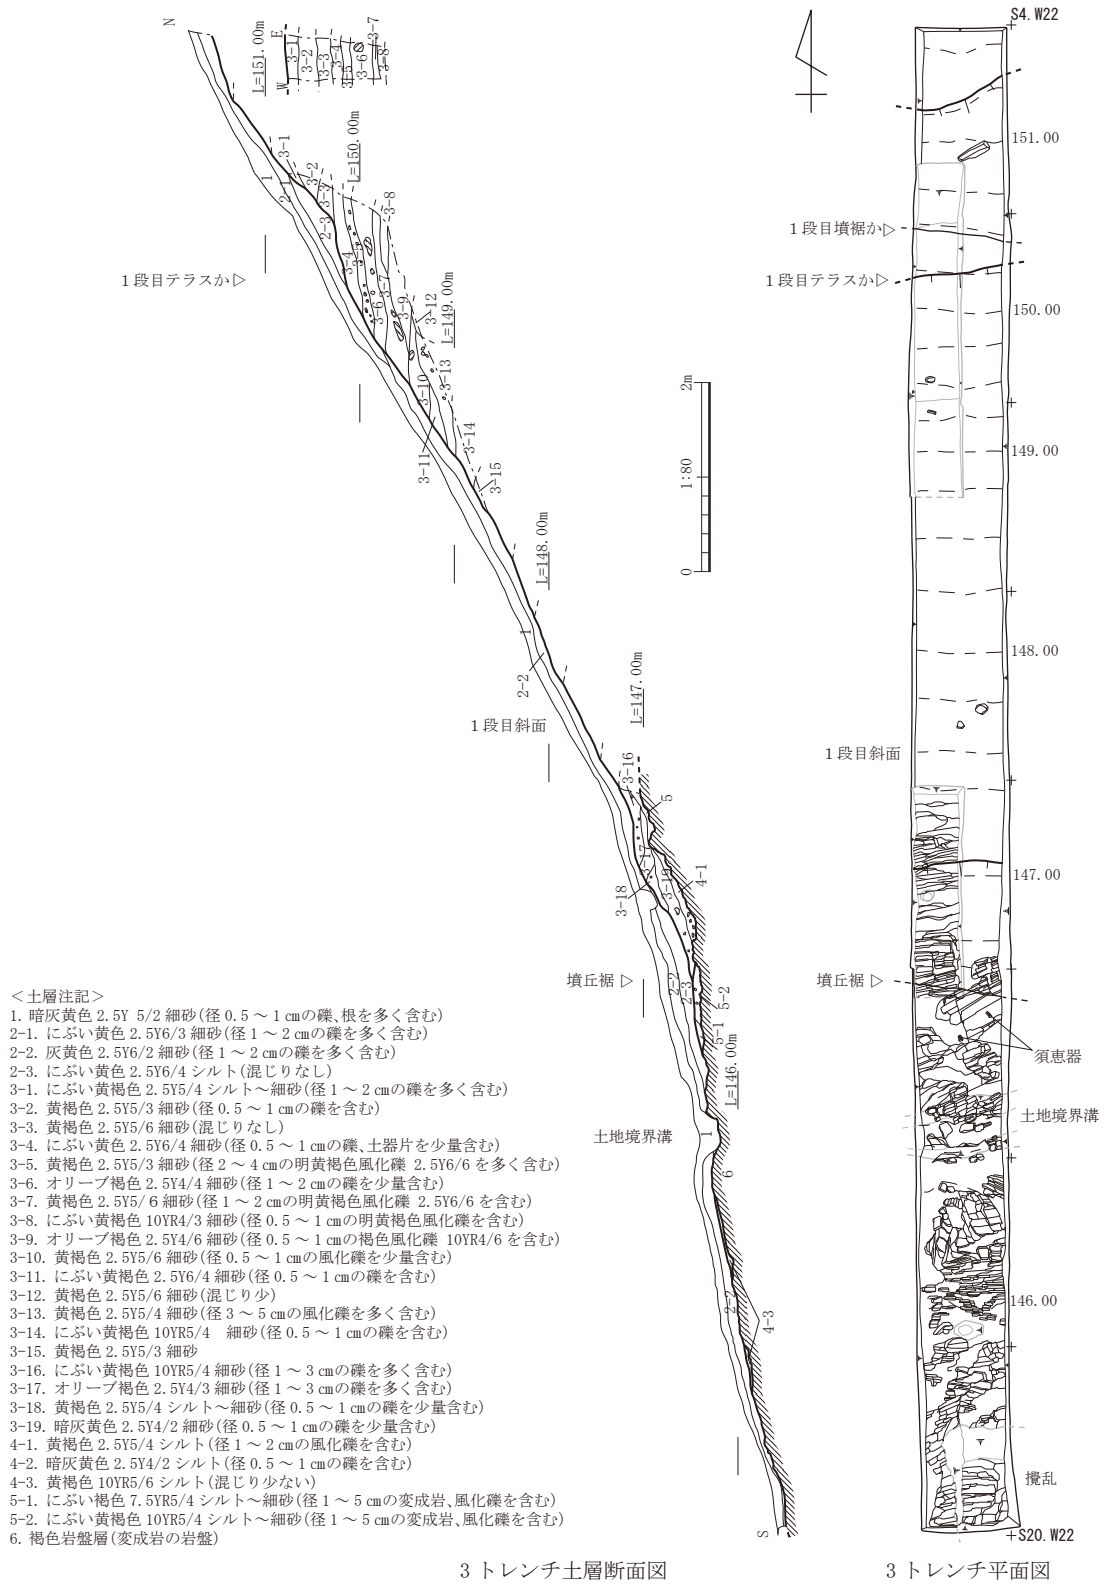 N
L=151.00m
E
W
3-1
3-2
3-3
3-4
3-5
3-6
3-7
3-8
1
2-1
3-1
3-2
3-3
2-3
L=150.00m
3-4
3-5
3-6
3-7
3-8
3-9
3-12
L=149.00m
3-10
3-13
3-11
3-14
3-15
1段目テラスか▷
L=148.00m
1
2-2
1段目斜面
L=147.00m
3-16
5
3-17
3-18
3-19
4-1
墳丘裾 ▷
2-2
2-3
5-2
5-1
L=146.00m
土地境界溝
1
6
2-2
4-3
S
0
1:80
2m
S4.W22
151.00
1段目墳裾か▷
1段目テラスか▷
150.00
149.00
148.00
1段目斜面
147.00
墳丘裾 ▷
須恵器
土地境界溝
146.00
攪乱
S20.W22
<土層注記>
1. 暗灰黄色 2.5Y 5/2 細砂(径 0.5 ~ 1 cmの礫、根を多く含む)
2-1. にぶい黄色 2.5Y6/3 細砂(径 1 ~ 2 cmの礫を多く含む)
2-2. 灰黄色 2.5Y6/2 細砂(径 1 ~ 2 cmの礫を多く含む)
2-3. にぶい黄色 2.5Y6/4 シルト(混じりなし)
3-1. にぶい黄褐色 2.5Y5/4 シルト~細砂(径 1 ~ 2 cmの礫を多く含む)
3-2. 黄褐色 2.5Y5/3 細砂(径 0.5 ~ 1 cmの礫を含む)
3-3. 黄褐色 2.5Y5/6 細砂(混じりなし)
3-4. にぶい黄色 2.5Y6/4 細砂(径 0.5 ~ 1 cmの礫、土器片を少量含む)
3-5. 黄褐色 2.5Y5/3 細砂(径 2 ~ 4 cmの明黄褐色風化礫 2.5Y6/6 を多く含む)
3-6. オリーブ褐色 2.5Y4/4 細砂(径 1 ~ 2 cmの礫を少量含む)
3-7. 黄褐色 2.5Y5/ 6 細砂(径 1 ~ 2 cmの明黄褐色風化礫 2.5Y6/6 を含む)
3-8. にぶい黄褐色 10YR4/3 細砂(径 0.5 ~ 1 cmの明黄褐色風化礫を含む)
3-9. オリーブ褐色 2.5Y4/6 細砂(径 0.5 ~ 1 cmの褐色風化礫 10YR4/6 を含む)
3-10. 黄褐色 2.5Y5/6 細砂(径 0.5 ~ 1 cmの風化礫を少量含む)
3-11. にぶい黄褐色 2.5Y6/4 細砂(径 0.5 ~ 1 cmの礫を含む)
3-12. 黄褐色 2.5Y5/6 細砂(混じり少)
3-13. 黄褐色 2.5Y5/4 細砂(径 3 ~ 5 cmの風化礫を多く含む)
3-14. にぶい黄褐色 10YR5/4 細砂(径 0.5 ~ 1 cmの礫を含む)
3-15. 黄褐色 2.5Y5/3 細砂
3-16. にぶい黄褐色 10YR5/4 細砂(径 1 ~ 3 cmの礫を多く含む)
3-17. オリーブ褐色 2.5Y4/3 細砂(径 1 ~ 3 cmの礫を多く含む)
3-18. 黄褐色 2.5Y5/4 シルト~細砂(径 0.5 ~ 1 cmの礫を少量含む)
3-19. 暗灰黄色 2.5Y4/2 細砂(径 0.5 ~ 1 cmの礫を少量含む)
4-1. 黄褐色 2.5Y5/4 シルト(径 1 ~ 2 cmの風化礫を含む)
4-2. 暗灰黄色 2.5Y4/2 シルト(径 0.5 ~ 1 cmの礫を含む)
4-3. 黄褐色 10YR5/6 シルト(混じり少ない)
5-1. にぶい褐色 7.5YR5/4 シルト~細砂(径 1 ~ 5 cmの変成岩、風化礫を含む)
5-2. にぶい黄褐色 10YR5/4 シルト~細砂(径 1 ~ 5 cmの変成岩、風化礫を含む)
6. 褐色岩盤層(変成岩の岩盤)
3 トレンチ土層断面図
3 トレンチ平面図